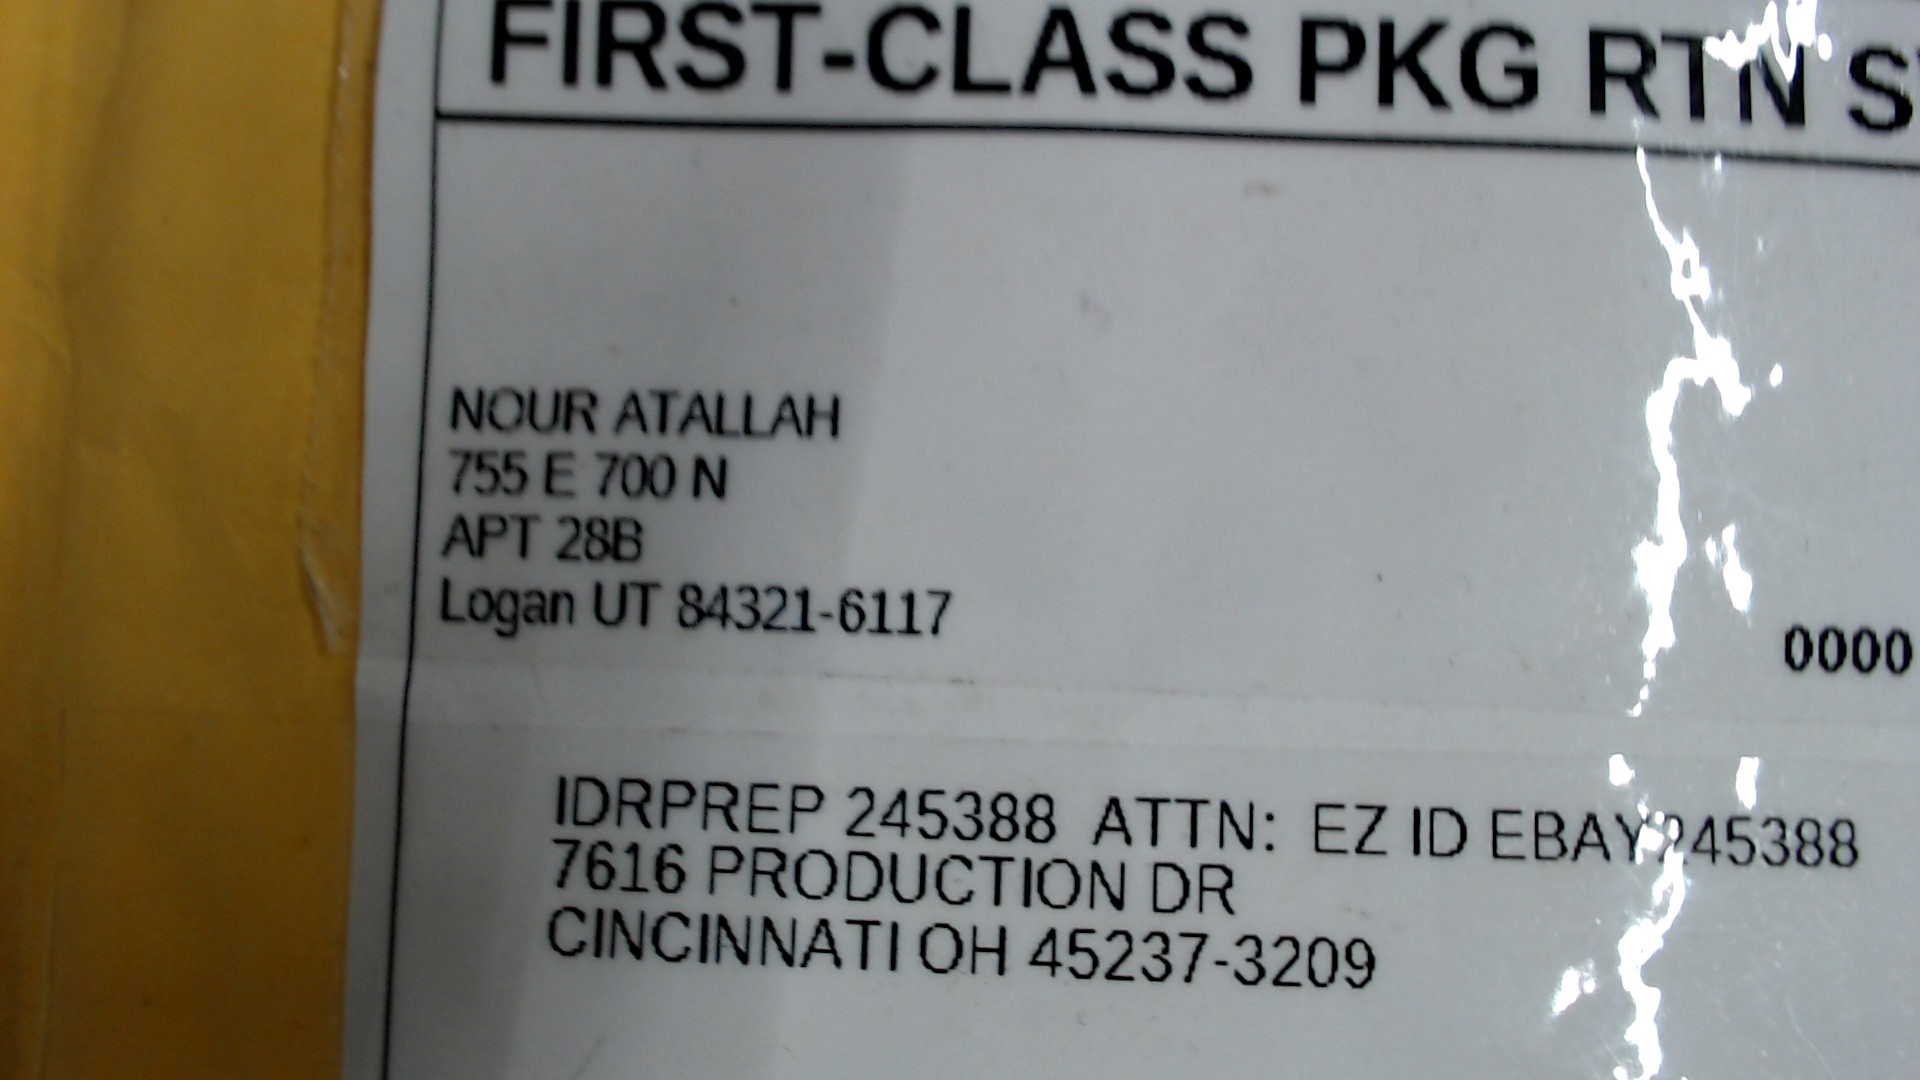 FIRST-CLASS PKG RTN
NOUR ATALLAH
755 E 700 N
APT 28B
Logan UT 84321-6117
0000
IDRPREP 245388 ATTN: EZ ID EBAY245388
7616 PRODUCTION DR
CINCINNATI OH 45237-3209